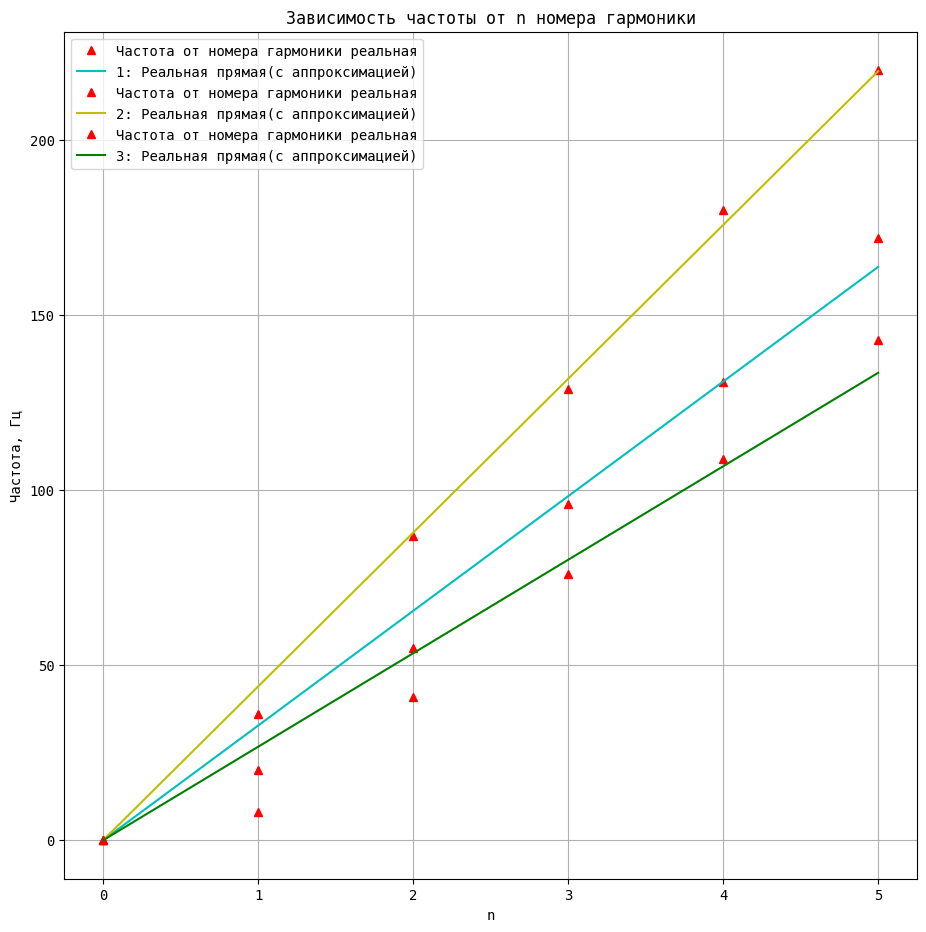 Зависимость частоты от n номера гармоники
Частота от номера гармоники реальная
1: Реальная прямая(с аппроксимацией)
Частота от номера гармоники реальная
2: Реальная прямая(с аппроксимацией)
Частота от номера гармоники реальная
3: Реальная прямая(с аппроксимацией)
Частота, Гц
200
150
100
50
0
0 1 2 3 4 5
n